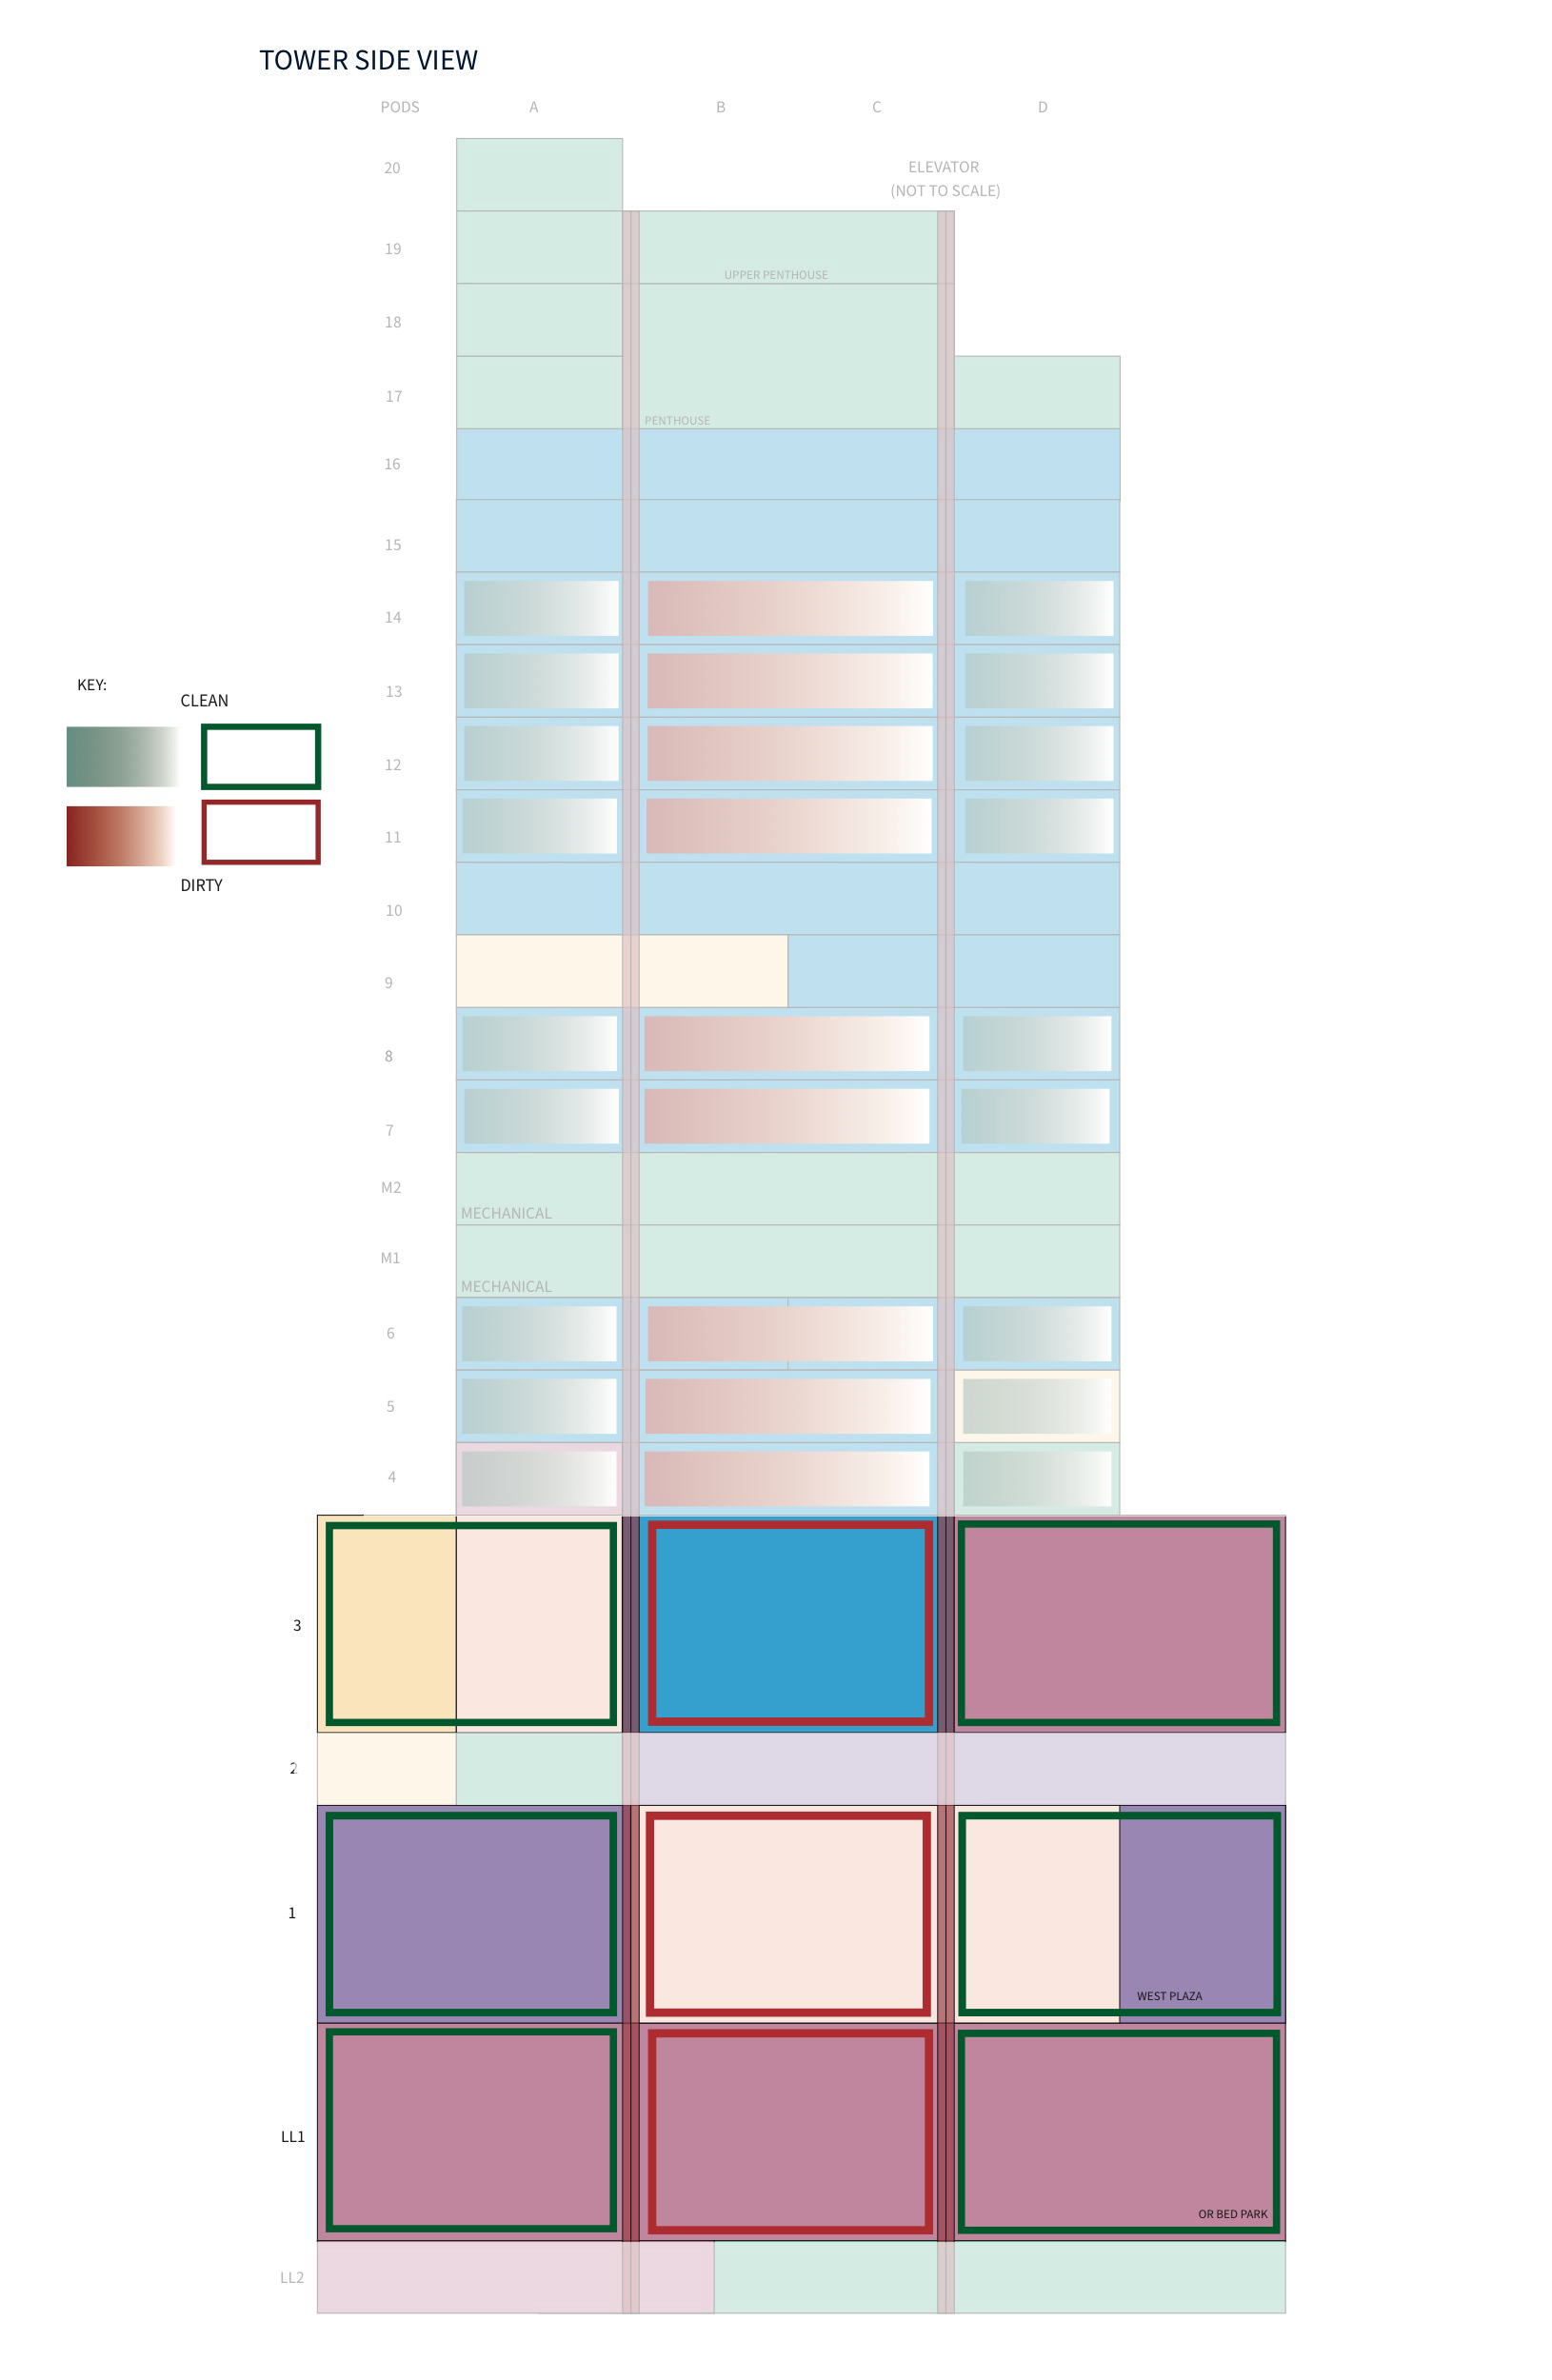 TOWER SIDE VIEW
PODS A B C D
20
ELEVATOR
(NOT TO SCALE)
19
UPPER PENTHOUSE
18
17
PENTHOUSE
16
15
14
13
KEY:
CLEAN
12
11
DIRTY
10
9
8
7
M2
MECHANICAL
M1
MECHANICAL
6
5
4
3
2
1
WEST PLAZA
LL1
OR BED PARK
LL2